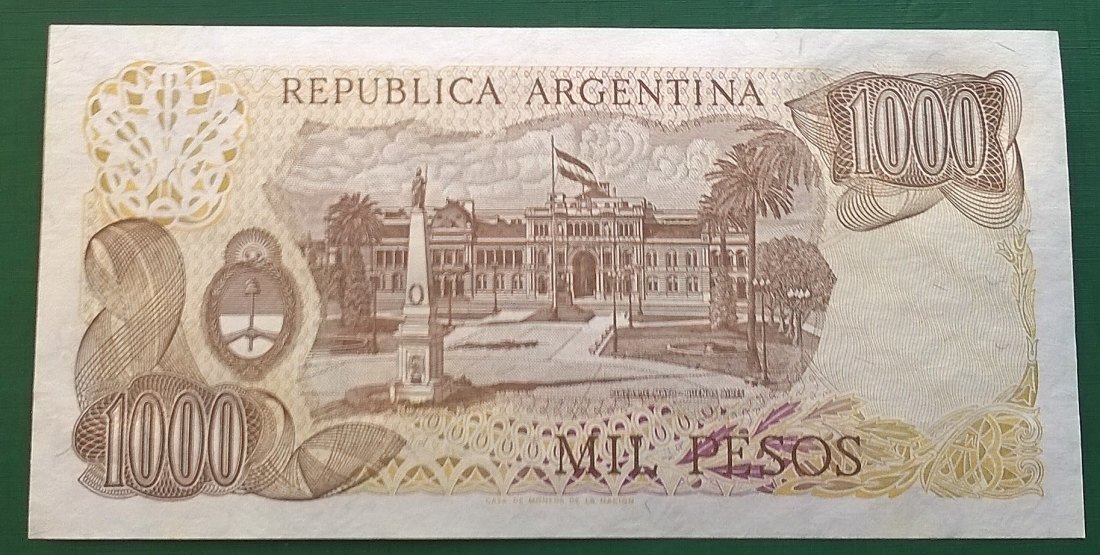 REPUBLICA ARGENTINA
1000
PLAZA DE MAYO - BUENOS AIRES
1000
MIL PESOS
CASA DE MONEDA DE LA NACION